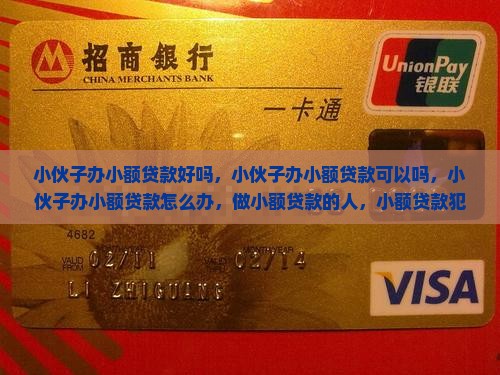 招商银行
CHINA MERCHANTS BANK
UnionPay
银联
一卡通
小伙子办小额贷款好吗，小伙子办小额贷款可以吗，小
伙子办小额贷款怎么办，做小额贷款的人，小额贷款犯
4682
VALID FROM 02/11 VALID THRU 02/14
LI ZHIGUANG
VISA